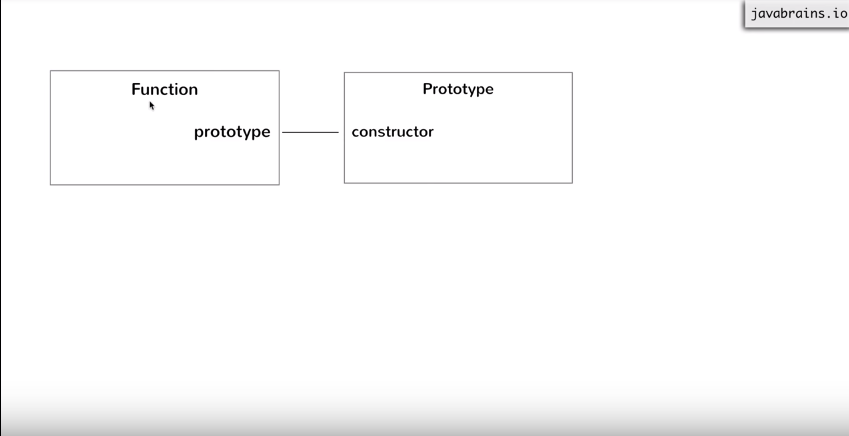 javabrains.io
Function
Prototype
prototype
constructor